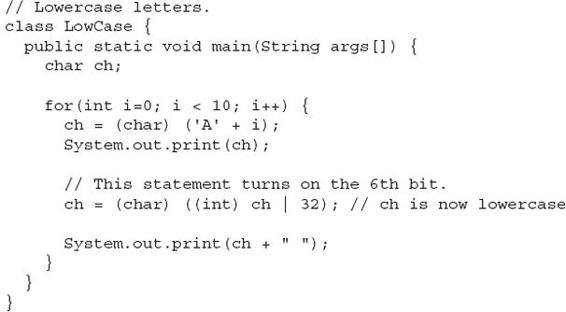 // Lowercase letters.
class LowCase {
  public static void main(String args[]) {
    char ch;

    for(int i=0; i < 10; i++) {
      ch = (char) ('A' + i);
      System.out.print(ch);

      // This statement turns on the 6th bit.
      ch = (char) ((int) ch | 32); // ch is now lowercase

      System.out.print(ch + " ");
    }
  }
}